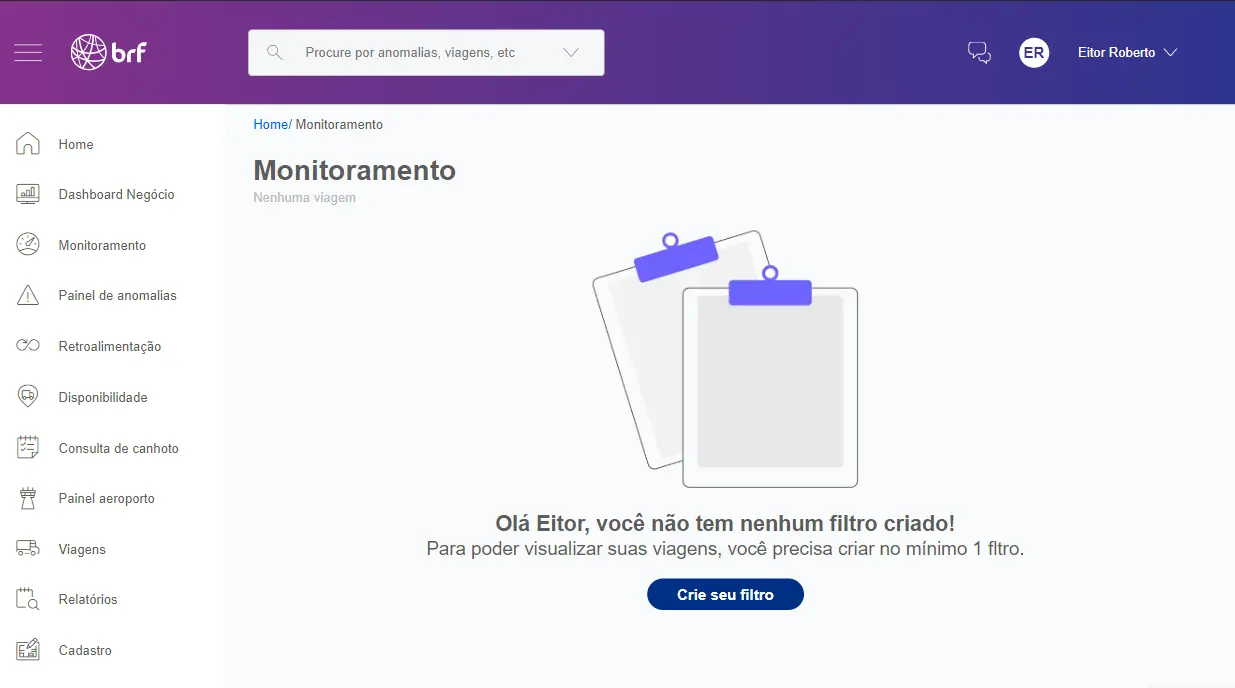 brf
Procure por anomalias, viagens, etc
ER
Eitor Roberto
Home/ Monitoramento
Monitoramento
Nenhuma viagem
Home
Dashboard Negócio
Monitoramento
Painel de anomalias
Retroalimentação
Disponibilidade
Consulta de canhoto
Painel aeroporto
Viagens
Relatórios
Cadastro
Olá Eitor, você não tem nenhum filtro criado!
Para poder visualizar suas viagens, você precisa criar no mínimo 1 fltro.
Crie seu filtro